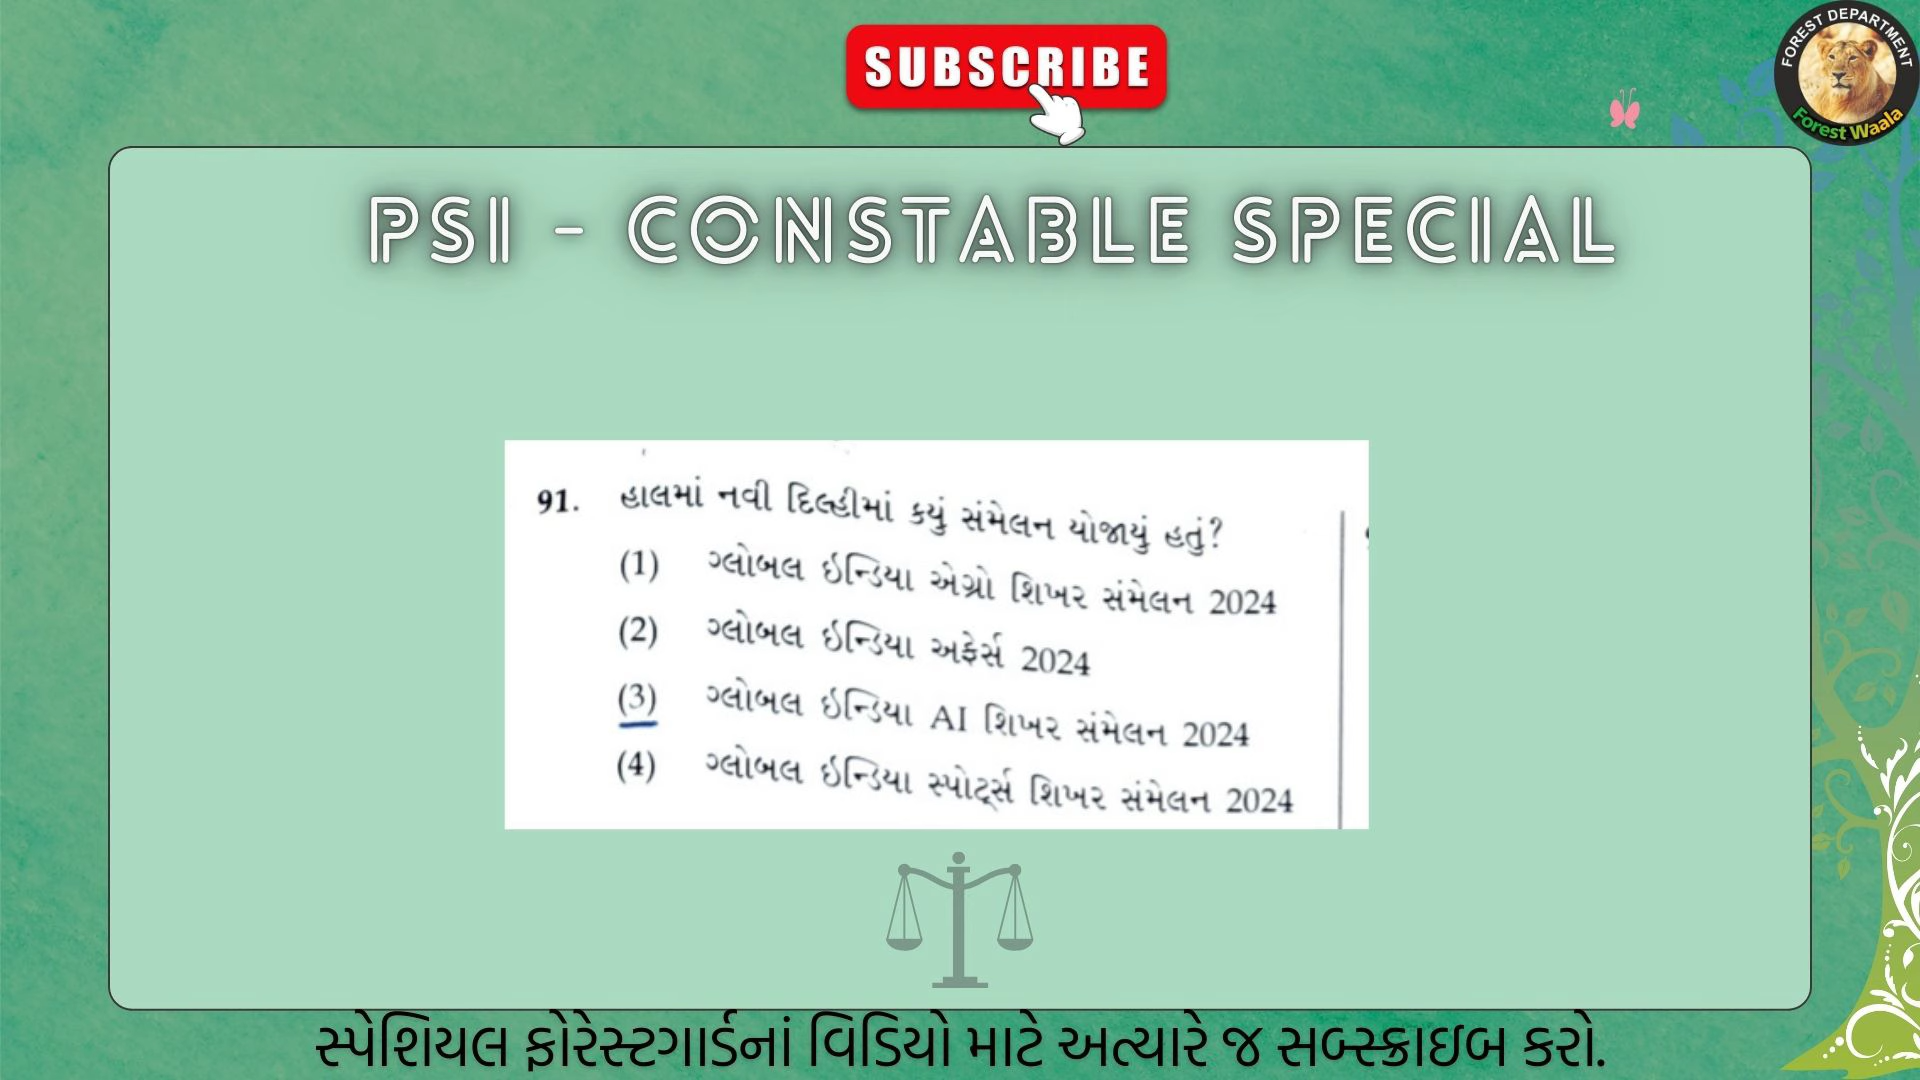 SUBSCRIBE
FOREST DEPARTMENT
Forest Waala
PSI - CONSTABLE SPECIAL
91. હાલમાં નવી દિલ્હીમાં કયું સંમેલન યોજાયું હતું?
(1) ગ્લોબલ ઇન્ડિયા એગ્રો શિખર સંમેલન 2024
(2) ગ્લોબલ ઇન્ડિયા અફેર્સ 2024
(3) ગ્લોબલ ઇન્ડિયા AI શિખર સંમેલન 2024
(4) ગ્લોબલ ઇન્ડિયા સ્પોર્ટ્સ શિખર સંમેલન 2024
સ્પેશિયલ ફોરેસ્ટગાર્ડનાં વિડિયો માટે અત્યારે જ સબ્સ્ક્રાઇબ કરો.